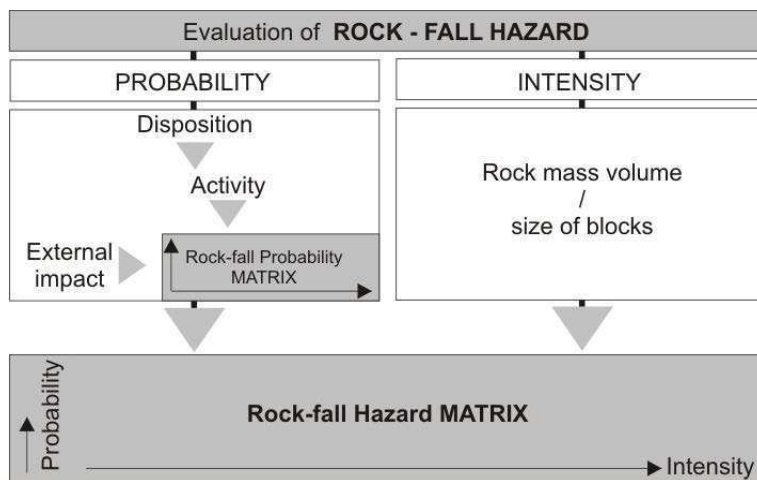 Evaluation of ROCK - FALL HAZARD
PROBABILITY
Disposition
Activity
External
impact
Rock-fall Probability
MATRIX
INTENSITY
Rock mass volume
/
size of blocks
Probability
Rock-fall Hazard MATRIX
Intensity